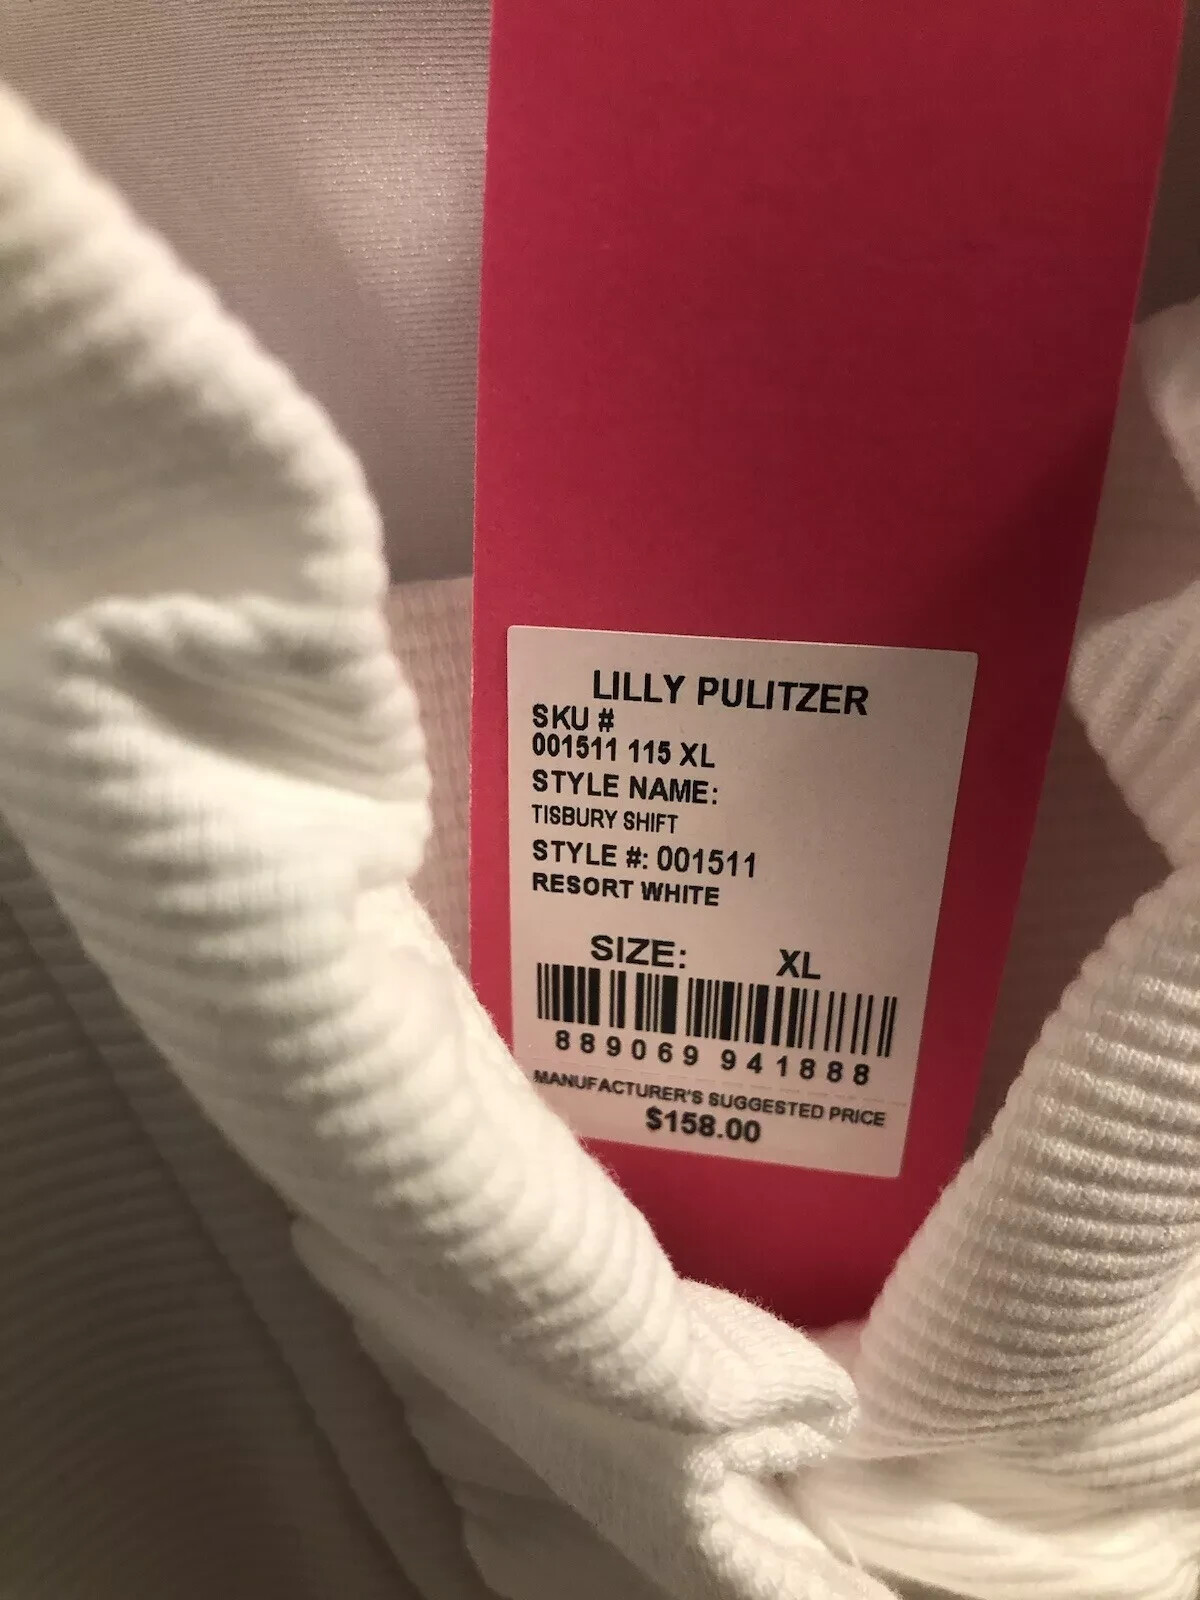 LILLY PULITZER
SKU #
001511 115 XL
STYLE NAME:
TISBURY SHIFT
STYLE #: 001511
RESORT WHITE
SIZE: XL
889069 941888
MANUFACTURER'S SUGGESTED PRICE
$158.00